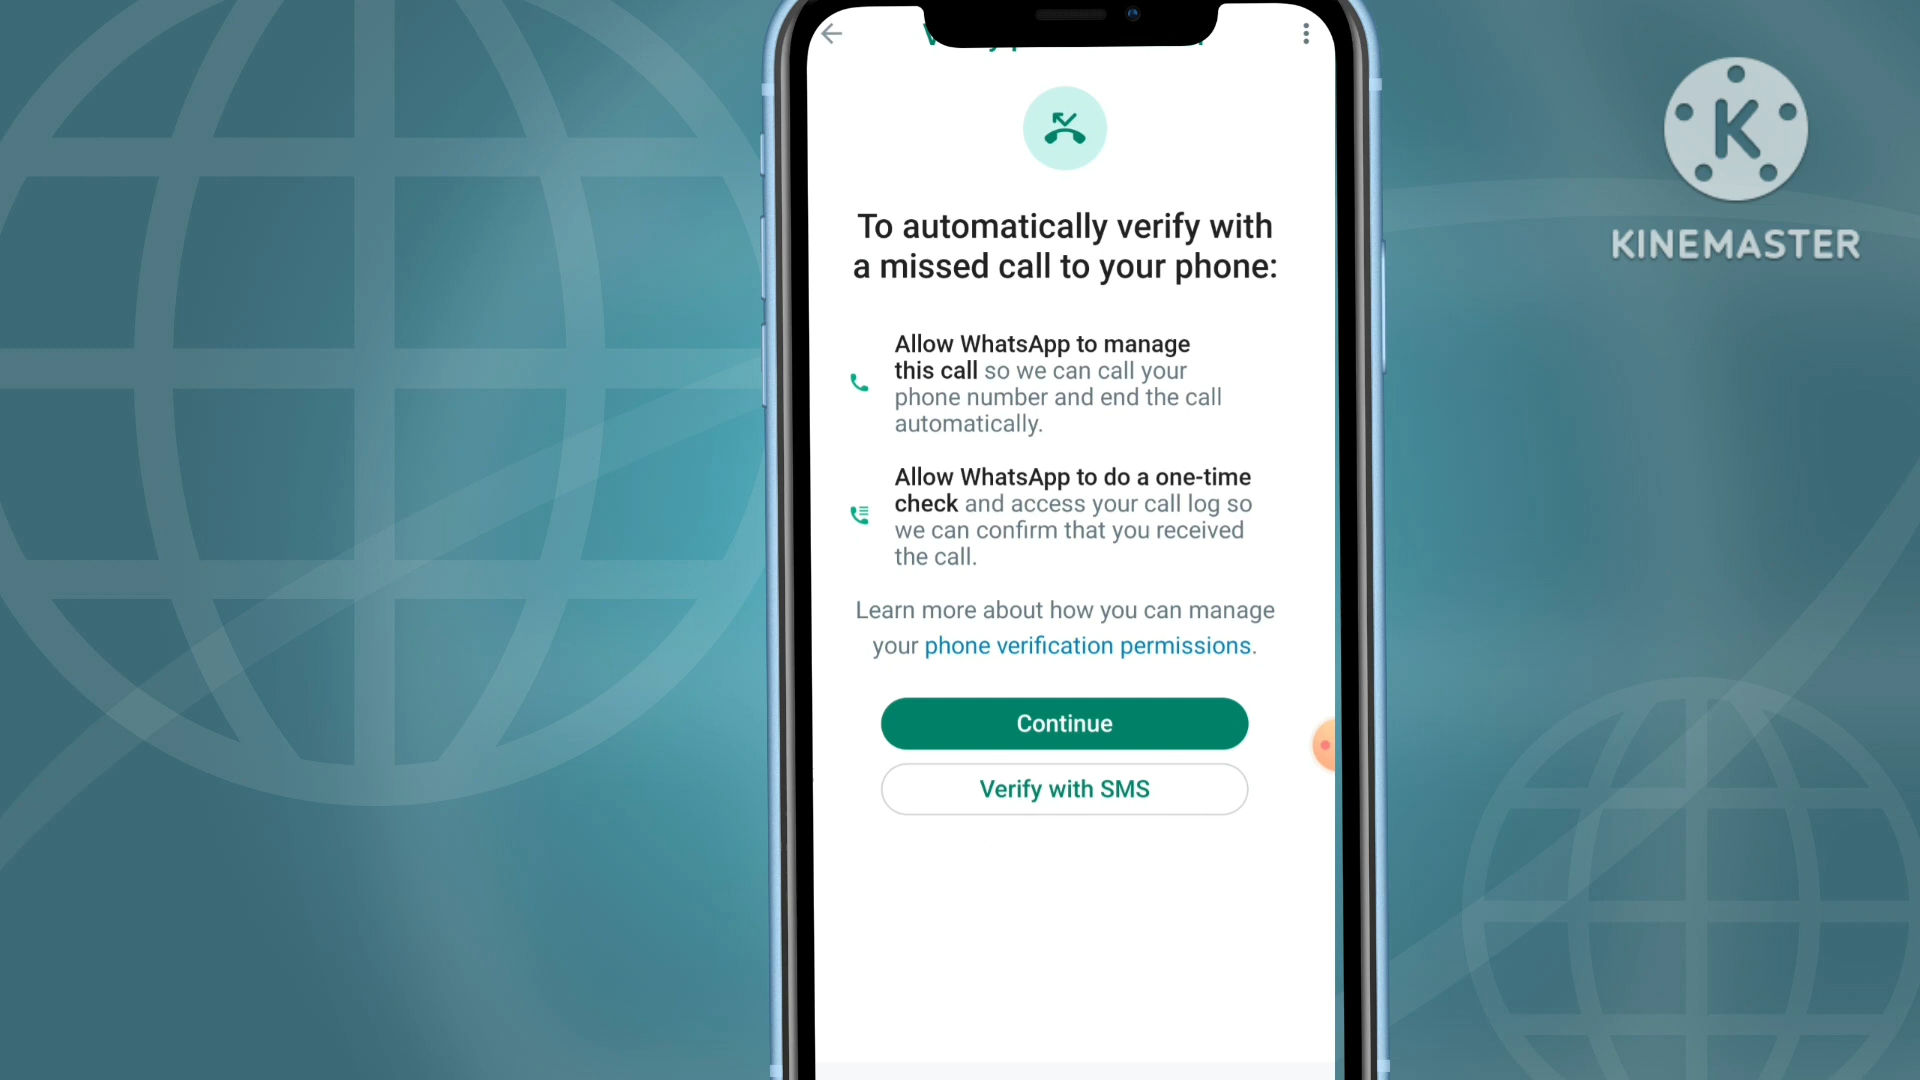 KINEMASTER
To automatically verify with
a missed call to your phone:
Allow WhatsApp to manage
this call so we can call your
phone number and end the call
automatically.
Allow WhatsApp to do a one-time
check and access your call log so
we can confirm that you received
the call.
Learn more about how you can manage
your phone verification permissions.
Continue
Verify with SMS